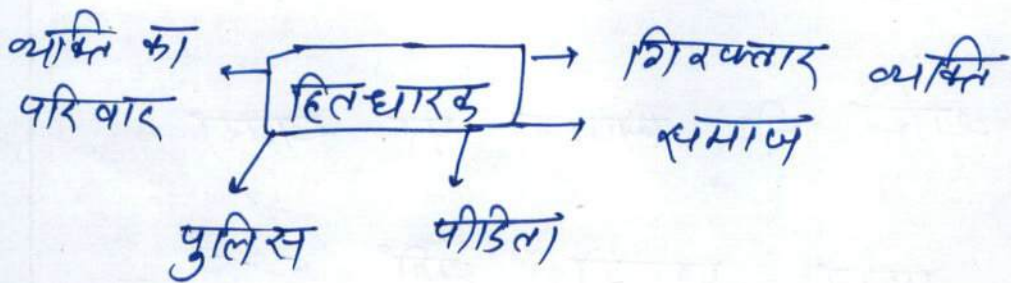 व्यक्ति का
परिवार
हितधारक
गिरफ्तार व्यक्ति
समाज
पुलिस पीडिता